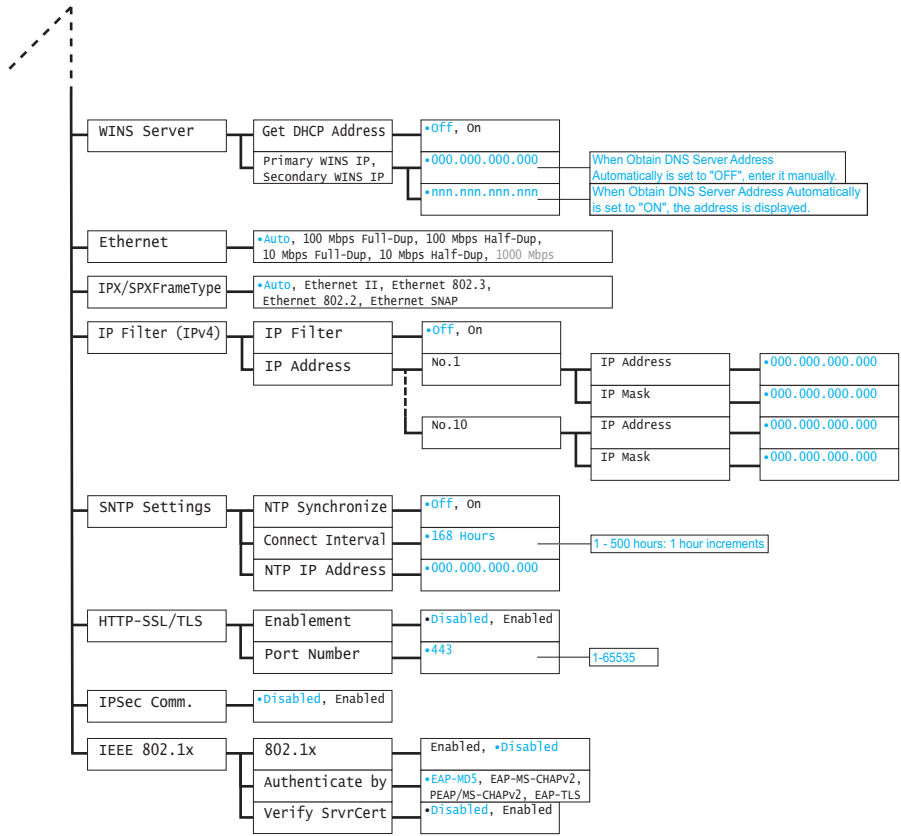 WINS Server
Get DHCP Address
•Off, On
Primary WINS IP,
Secondary WINS IP
•000.000.000.000
When Obtain DNS Server Address
Automatically is set to "OFF", enter it manually.
•nnn.nnn.nnn.nnn
When Obtain DNS Server Address Automatically
is set to "ON", the address is displayed.
Ethernet
•Auto, 100 Mbps Full-Dup, 100 Mbps Half-Dup,
10 Mbps Full-Dup, 10 Mbps Half-Dup, 1000 Mbps
IPX/SPXFrameType
•Auto, Ethernet II, Ethernet 802.3,
Ethernet 802.2, Ethernet SNAP
IP Filter (IPv4)
IP Filter
•Off, On
IP Address
No.1
IP Address
•000.000.000.000
IP Mask
•000.000.000.000
No.10
IP Address
•000.000.000.000
IP Mask
•000.000.000.000
SNTP Settings
NTP Synchronize
•Off, On
Connect Interval
•168 Hours
1 - 500 hours: 1 hour increments
NTP IP Address
•000.000.000.000
HTTP-SSL/TLS
Enablement
•Disabled, Enabled
Port Number
•443
1-65535
IPSec Comm.
•Disabled, Enabled
IEEE 802.1x
802.1x
Enabled, •Disabled
Authenticate by
•EAP-MD5, EAP-MS-CHAPv2,
PEAP/MS-CHAPv2, EAP-TLS
Verify SrvrCert
•Disabled, Enabled